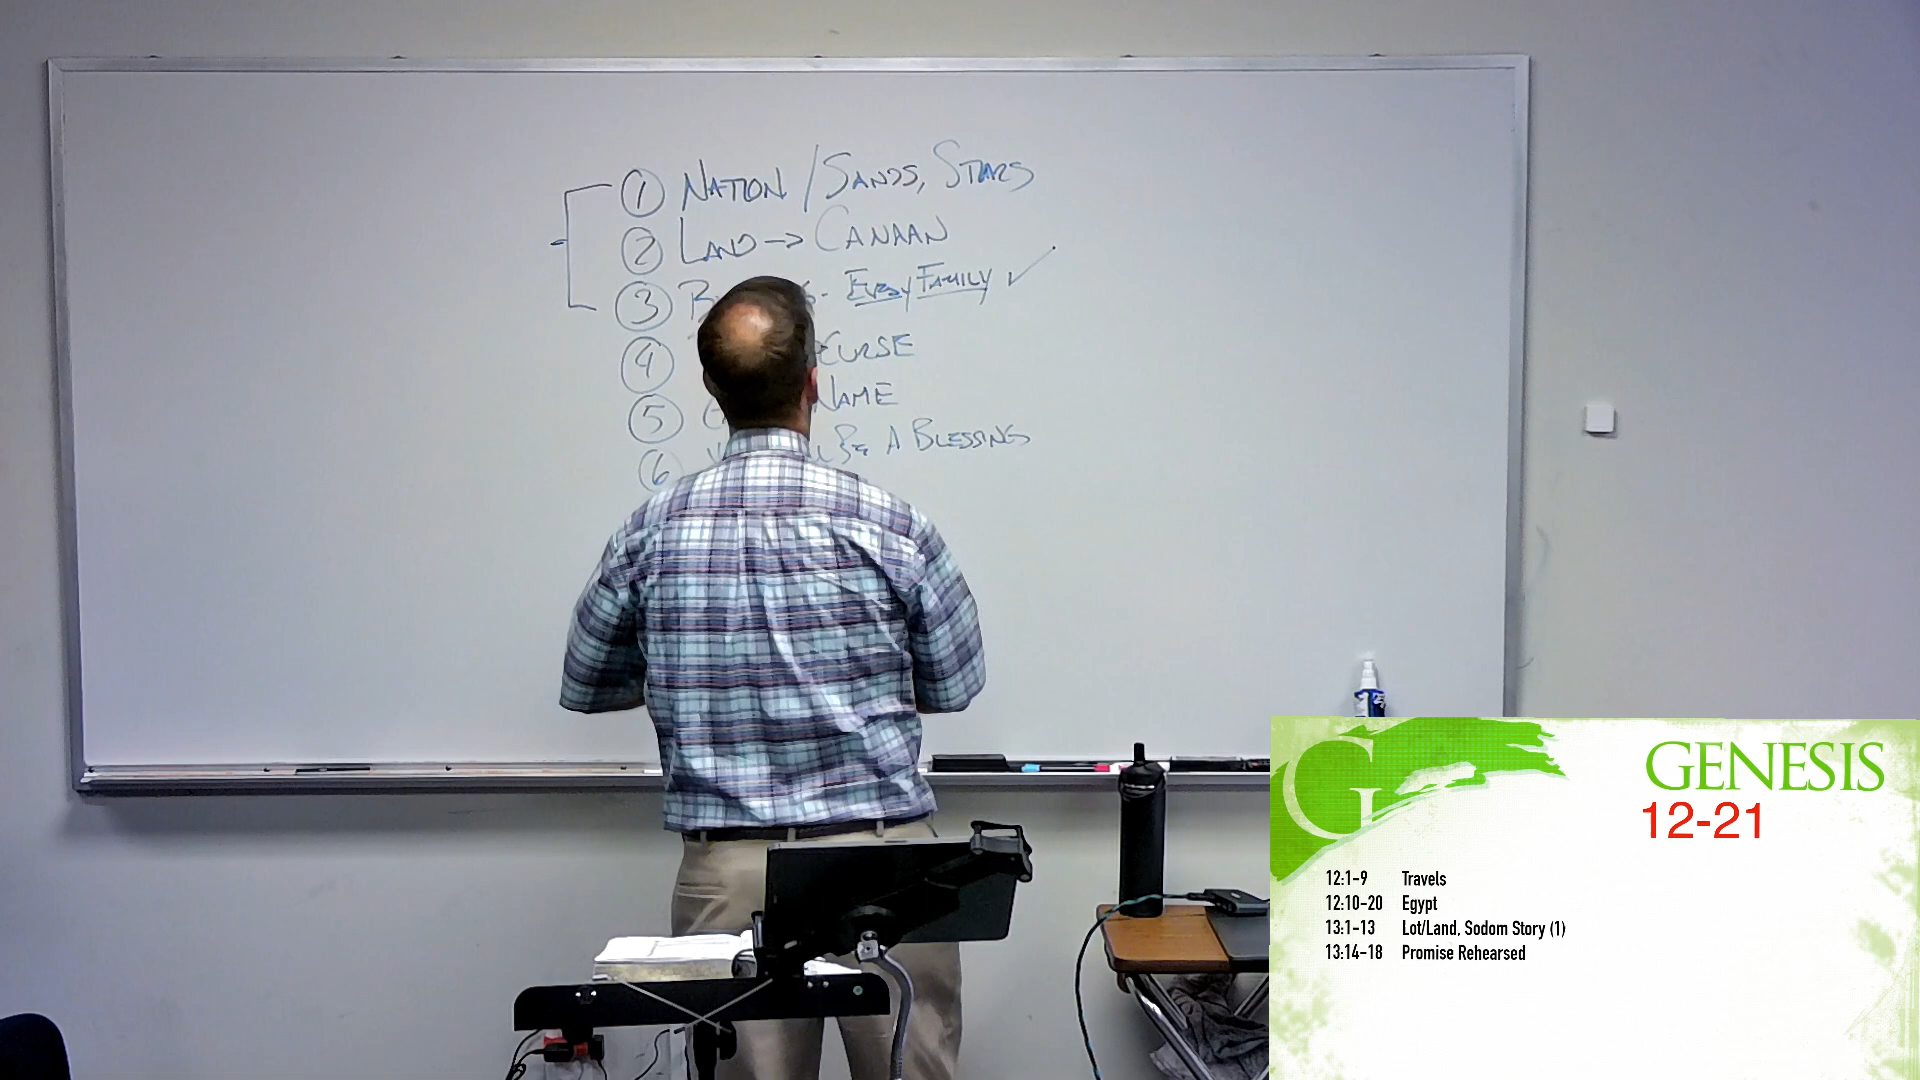 1 NATION / SANDS, STARS
2 LAND → CANAAN
3 - EVERY FAMILY ✓
4 CURSE
5 NAME
6 BE A BLESSING
G GENESIS
12-21
12:1-9 Travels
12:10-20 Egypt
13:1-13 Lot/Land, Sodom Story (1)
13:14-18 Promise Rehearsed